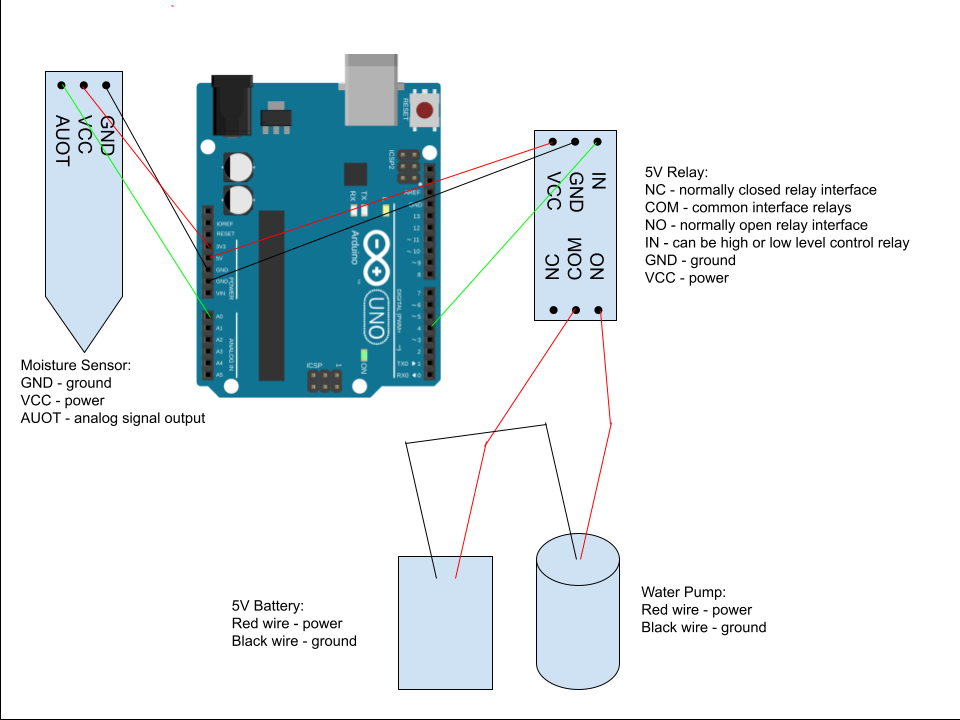 AUOT
VCC
GND
RESET
ICSP2
TX
RX
AREF
GND
13
12
~ 11
~ 10
~ 9
8
7
~ 6
~ 5
4
~ 3
2
TX0 ▶ 1
RX0 ◀ 0
DIGITAL (PWM~)
IOREF
RESET
3V3
5V
GND
GND
VIN
POWER
A0
A1
A2
A3
A4
A5
ANALOG IN
Arduino
UNO
ON
ICSP
1
VCC
GND
IN
NC
COM
NO
5V Relay:
NC - normally closed relay interface
COM - common interface relays
NO - normally open relay interface
IN - can be high or low level control relay
GND - ground
VCC - power
Moisture Sensor:
GND - ground
VCC - power
AUOT - analog signal output
5V Battery:
Red wire - power
Black wire - ground
Water Pump:
Red wire - power
Black wire - ground